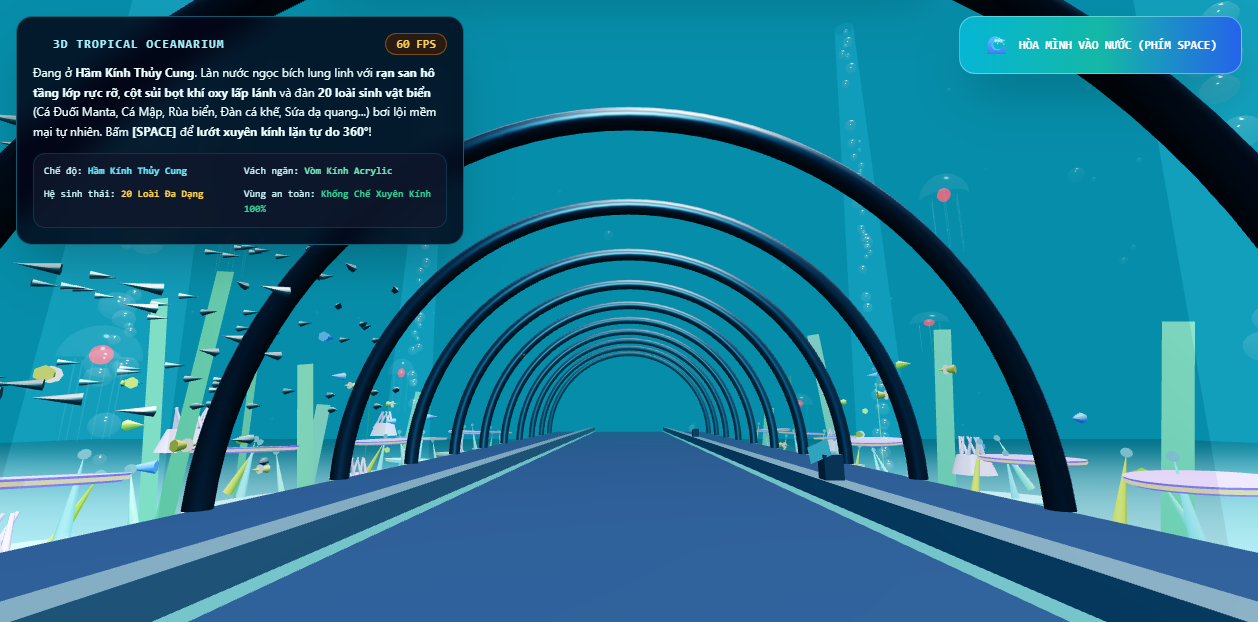 3D TROPICAL OCEANARIUM
60 FPS
Đang ở Hầm Kính Thủy Cung. Làn nước ngọc bích lung linh với rạn san hô
tầng lớp rực rỡ, cột sủi bọt khí oxy lấp lánh và đàn 20 loài sinh vật biển
(Cá Đuối Manta, Cá Mập, Rùa biển, Đàn cá khế, Sứa dạ quang...) bơi lội mềm
mại tự nhiên. Bấm [SPACE] để lướt xuyên kính lặn tự do 360°!
Chế độ: Hầm Kính Thủy Cung
Vách ngăn: Vòm Kính Acrylic
Hệ sinh thái: 20 Loài Đa Dạng
Vùng an toàn: Khống Chế Xuyên Kính
100%
HÒA MÌNH VÀO NƯỚC (PHÍM SPACE)